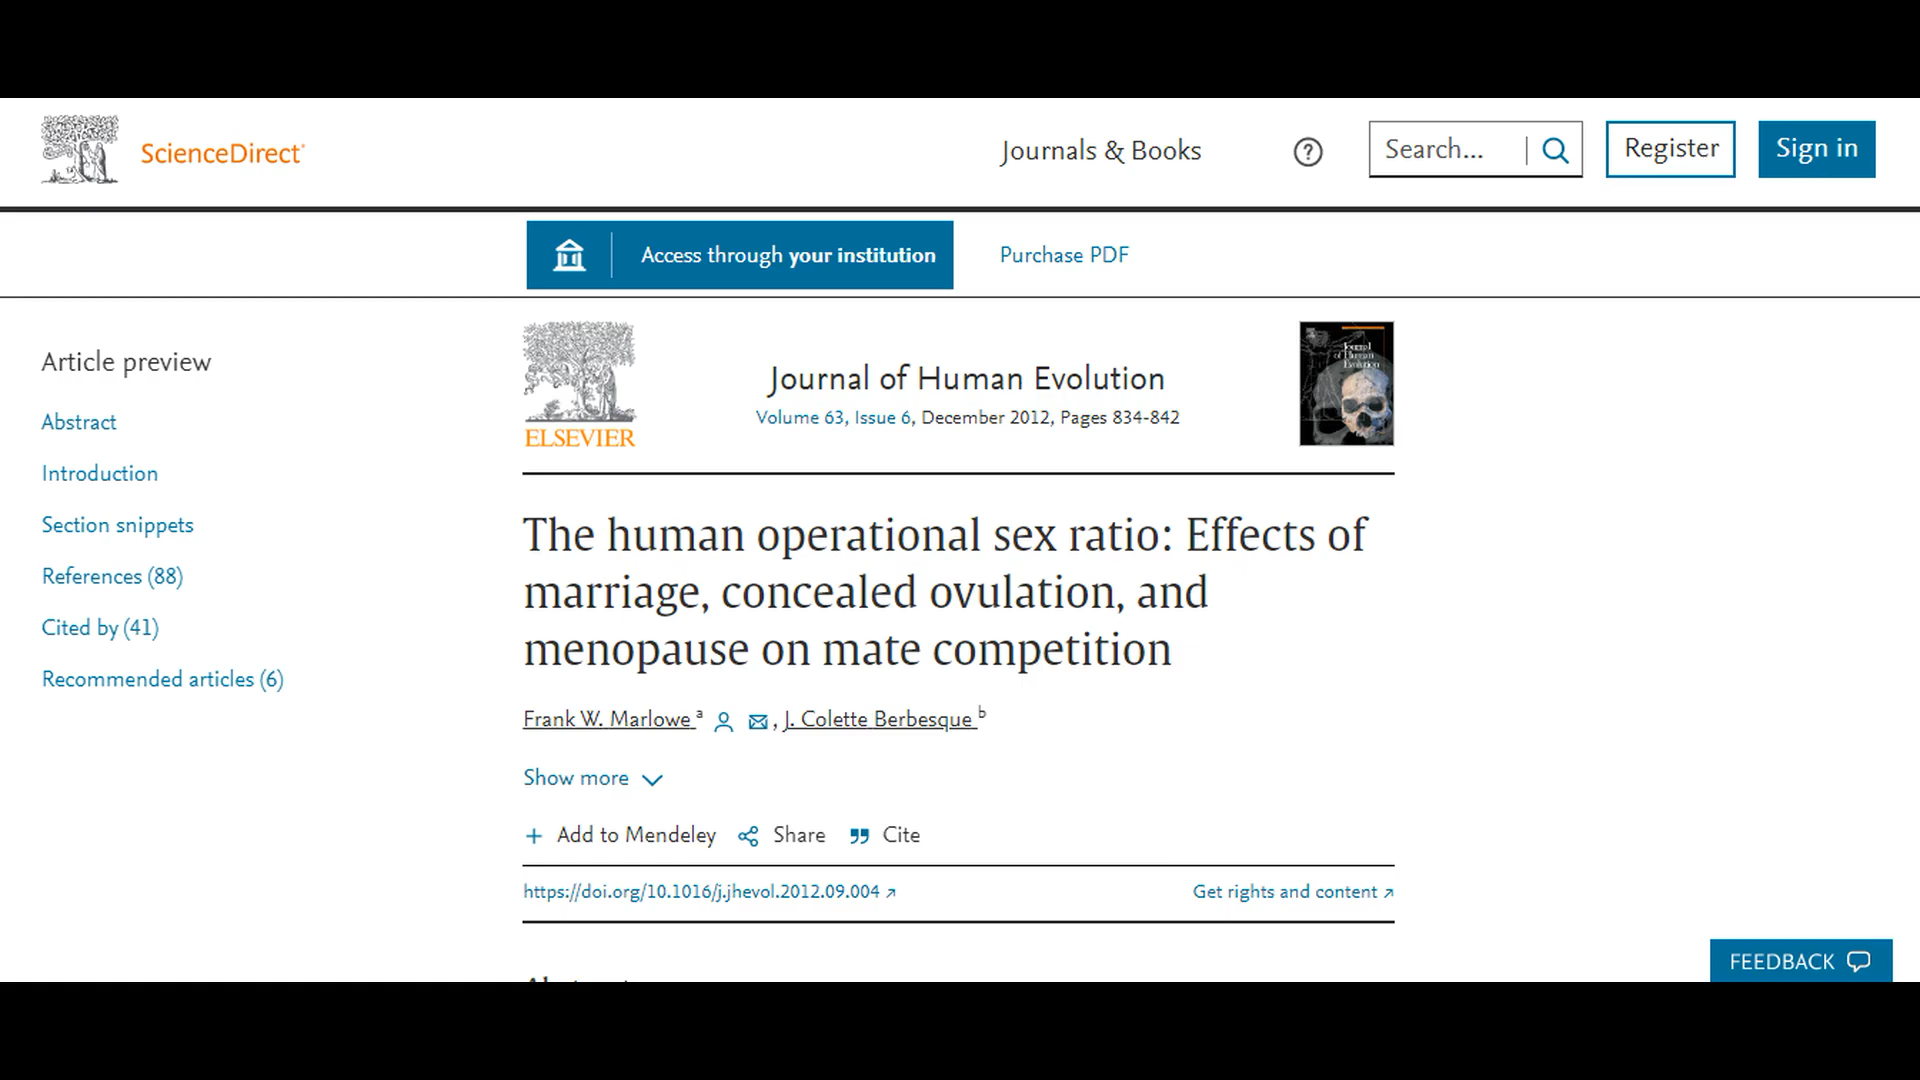 ScienceDirect
Journals & Books
Search...
Register
Sign in
Access through your institution
Purchase PDF
Article preview
Abstract
Introduction
Section snippets
References (88)
Cited by (41)
Recommended articles (6)
ELSEVIER
Journal of Human Evolution
Volume 63, Issue 6, December 2012, Pages 834-842
Journal
of Human
Evolution
The human operational sex ratio: Effects of
marriage, concealed ovulation, and
menopause on mate competition
Frank W. Marlowe a , J. Colette Berbesque b
Show more
Add to Mendeley
Share
Cite
https://doi.org/10.1016/j.jhevol.2012.09.004
Get rights and content
FEEDBACK